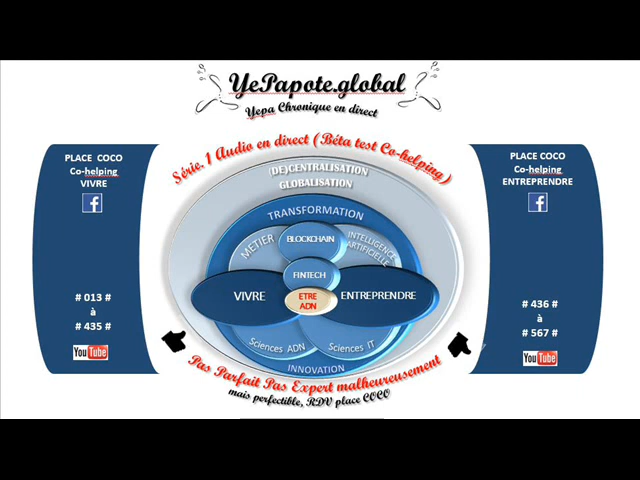 YePapote.global
Yepa Chronique en direct
Série, 1 Audio en direct (Béta test Co-helping)
PLACE COCO
Co-helping
VIVRE
f
# 013 #
à
# 435 #
YouTube
(DE)CENTRALISATION
GLOBALISATION
TRANSFORMATION
METIER
BLOCKCHAIN
INTELLIGENCE
ARTIFICIELLE
FINTECH
VIVRE
ETRE
ADN
ENTREPRENDRE
Sciences ADN
Sciences IT
INNOVATION
PLACE COCO
Co-helping
ENTREPRENDRE
f
# 436 #
à
# 567 #
YouTube
Pas Parfait Pas Expert malheureusement
mais perfectible, RDV place COCO